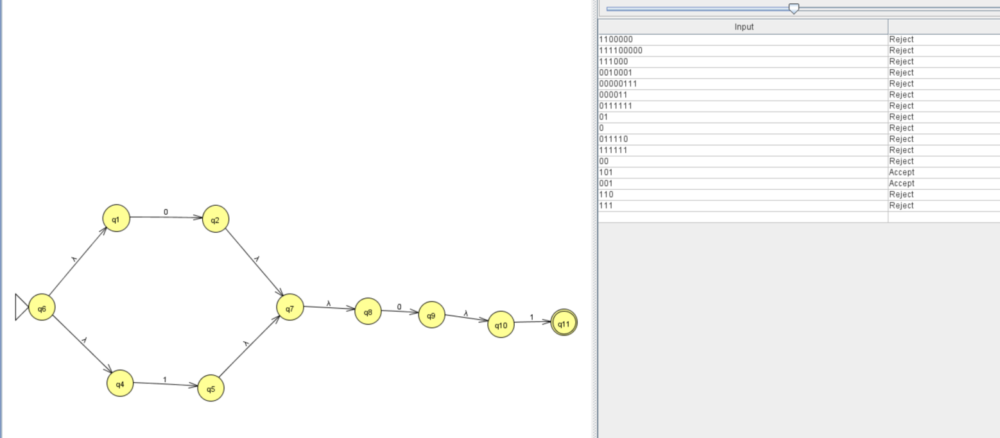 Input
1100000 Reject
111100000 Reject
111000 Reject
0010001 Reject
00000111 Reject
000011 Reject
0111111 Reject
01 Reject
0 Reject
011110 Reject
111111 Reject
00 Reject
101 Accept
001 Accept
110 Reject
111 Reject
0
q1 q2
λ λ
q6 q7 λ q8 0 q9 λ q10 1 q11
λ λ
q4 1 q5